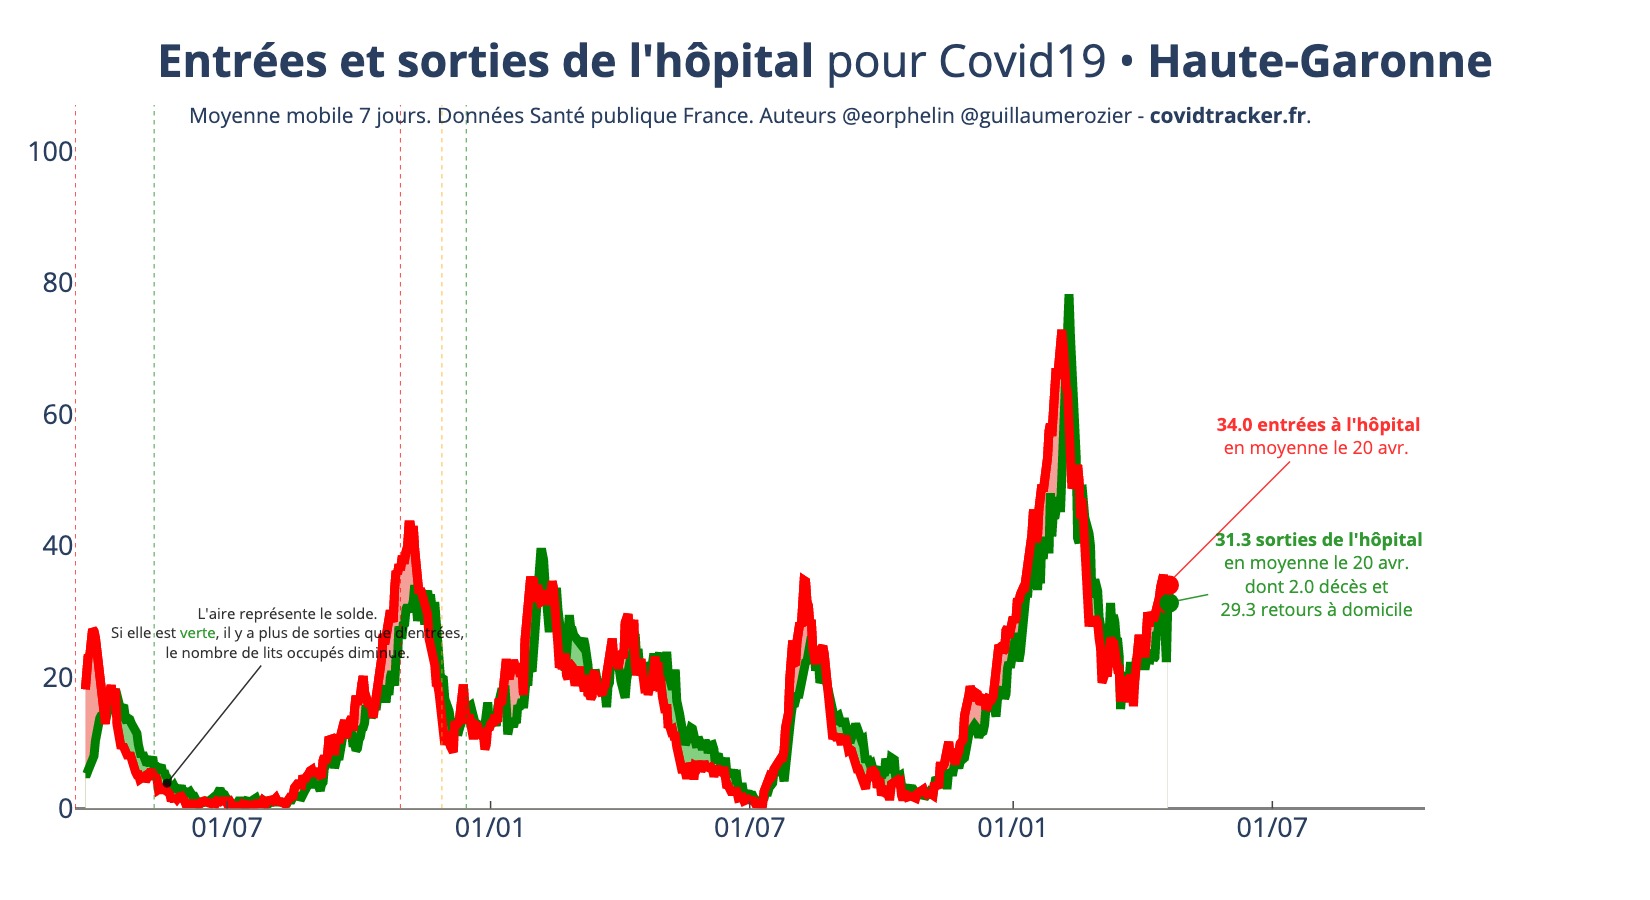 Entrées et sorties de l'hôpital pour Covid19 • Haute-Garonne
Moyenne mobile 7 jours. Données Santé publique France. Auteurs @eorphelin @guillaumerozier - covidtracker.fr.
100
80
60
40
20
0
34.0 entrées à l'hôpital
en moyenne le 20 avr.
31.3 sorties de l'hôpital
en moyenne le 20 avr.
dont 2.0 décès et
29.3 retours à domicile
L'aire représente le solde.
Si elle est verte, il y a plus de sorties que d'entrées,
le nombre de lits occupés diminue.
01/07
01/01
01/07
01/01
01/07